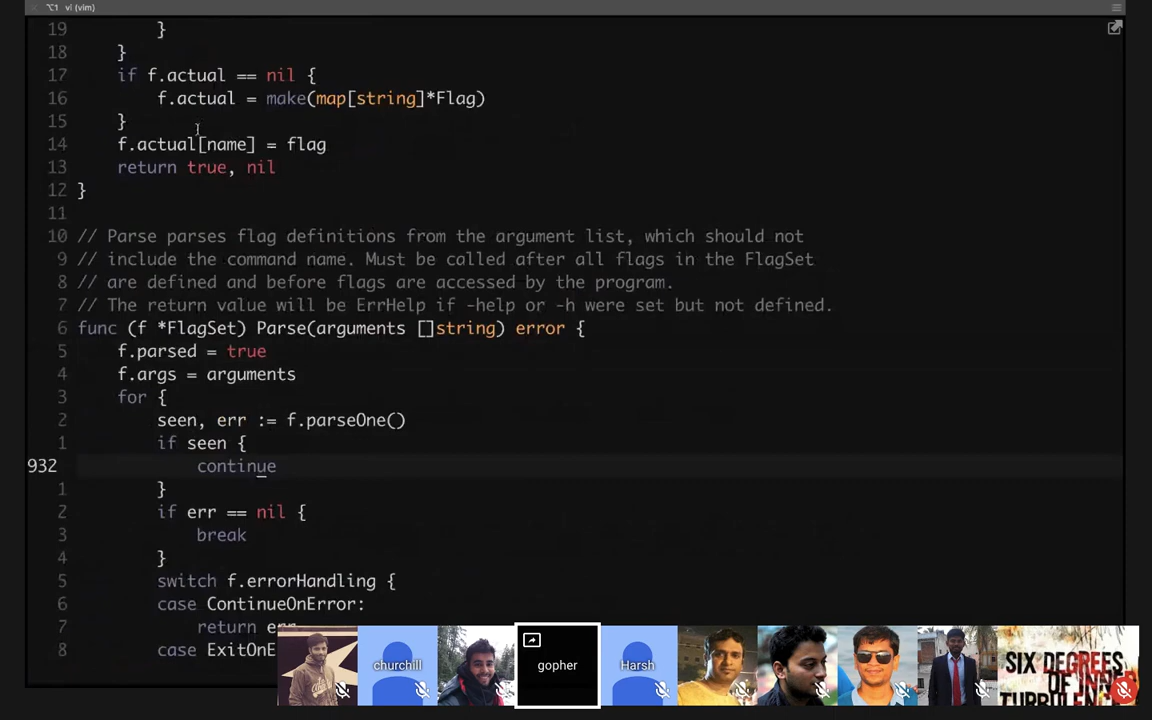 ⌥1 vi (vim)
19 }
18 }
17 if f.actual == nil {
16 f.actual = make(map[string]*Flag)
15 }
14 f.actual[name] = flag
13 return true, nil
12 }
11
10 // Parse parses flag definitions from the argument list, which should not
9 // include the command name. Must be called after all flags in the FlagSet
8 // are defined and before flags are accessed by the program.
7 // The return value will be ErrHelp if -help or -h were set but not defined.
6 func (f *FlagSet) Parse(arguments []string) error {
5 f.parsed = true
4 f.args = arguments
3 for {
2 seen, err := f.parseOne()
1 if seen {
932 continue
1 }
2 if err == nil {
3 break
4 }
5 switch f.errorHandling {
6 case ContinueOnError:
7 return err
8 case ExitOnE
churchill
gopher
Harsh
SIX DEGREES
OF INNER
TURBULENCE